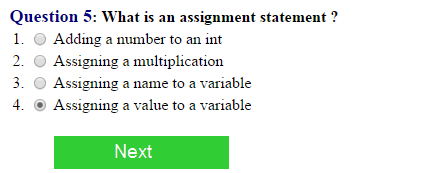 Question 5: What is an assignment statement ?
1. Adding a number to an int
2. Assigning a multiplication
3. Assigning a name to a variable
4. Assigning a value to a variable
Next